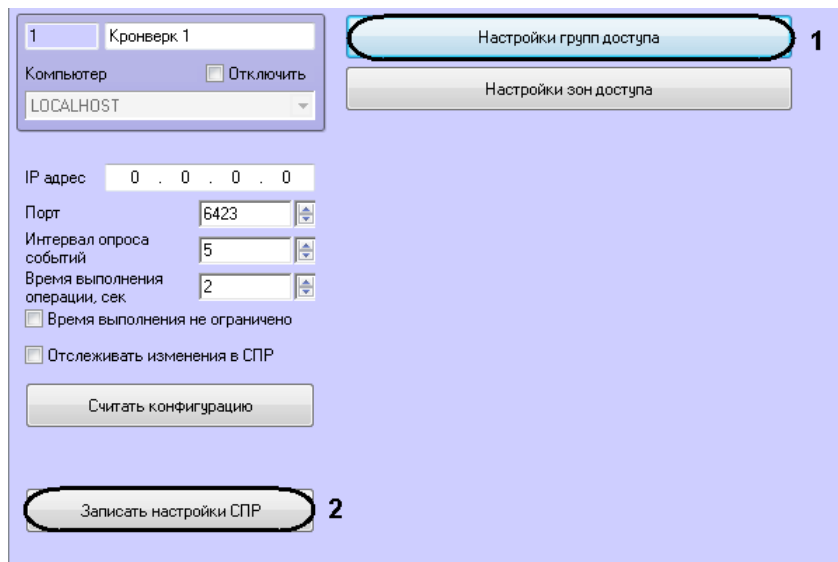 1 Кронверк 1
Компьютер Отключить
LOCALHOST
Настройки групп доступа 1
Настройки зон доступа
IP адрес 0 . 0 . 0 . 0
Порт 6423
Интервал опроса
событий 5
Время выполнения
операции, сек 2
Время выполнения не ограничено
Отслеживать изменения в СПР
Считать конфигурацию
Записать настройки СПР 2